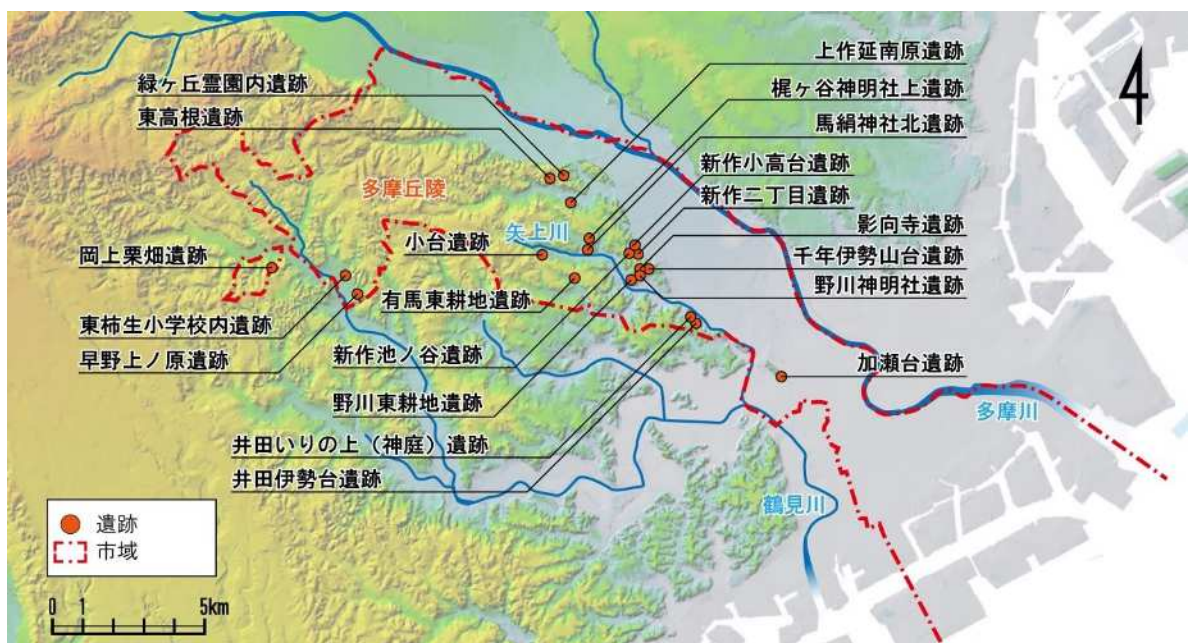 上作延南原遺跡
梶ヶ谷神明社上遺跡
馬絹神社北遺跡
新作小高台遺跡
新作二丁目遺跡
影向寺遺跡
千年伊勢山台遺跡
野川神明社遺跡
加瀬台遺跡
緑ヶ丘霊園内遺跡
東高根遺跡
多摩丘陵
矢上川
小台遺跡
岡上栗畑遺跡
有馬東耕地遺跡
東柿生小学校内遺跡
早野上ノ原遺跡
新作池ノ谷遺跡
野川東耕地遺跡
井田いりの上（神庭）遺跡
井田伊勢台遺跡
多摩川
鶴見川
遺跡
市域
0 1 5km
4